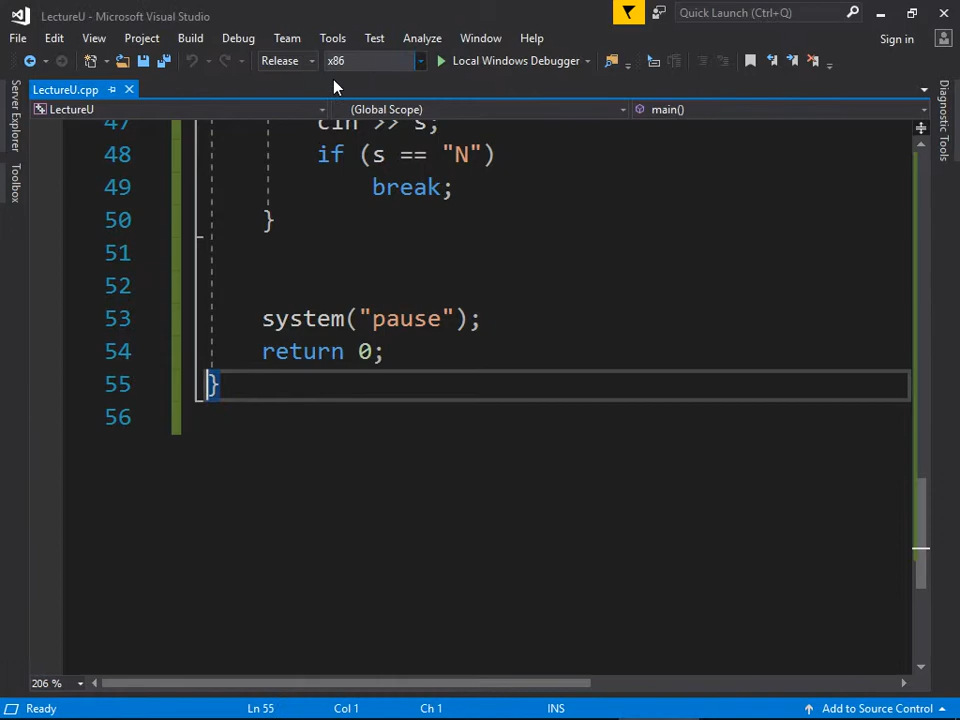 LectureU - Microsoft Visual Studio
Quick Launch (Ctrl+Q)
File Edit View Project Build Debug Team Tools Test Analyze Window Help
Sign in
Release x86 Local Windows Debugger
LectureU.cpp
LectureU (Global Scope) main()
Server Explorer
Toolbox
Diagnostic Tools
47 cin >> s;
48 if (s == "N")
49 break;
50 }
51
52
53 system("pause");
54 return 0;
55 }
56
206 %
Ready Ln 55 Col 1 Ch 1 INS Add to Source Control